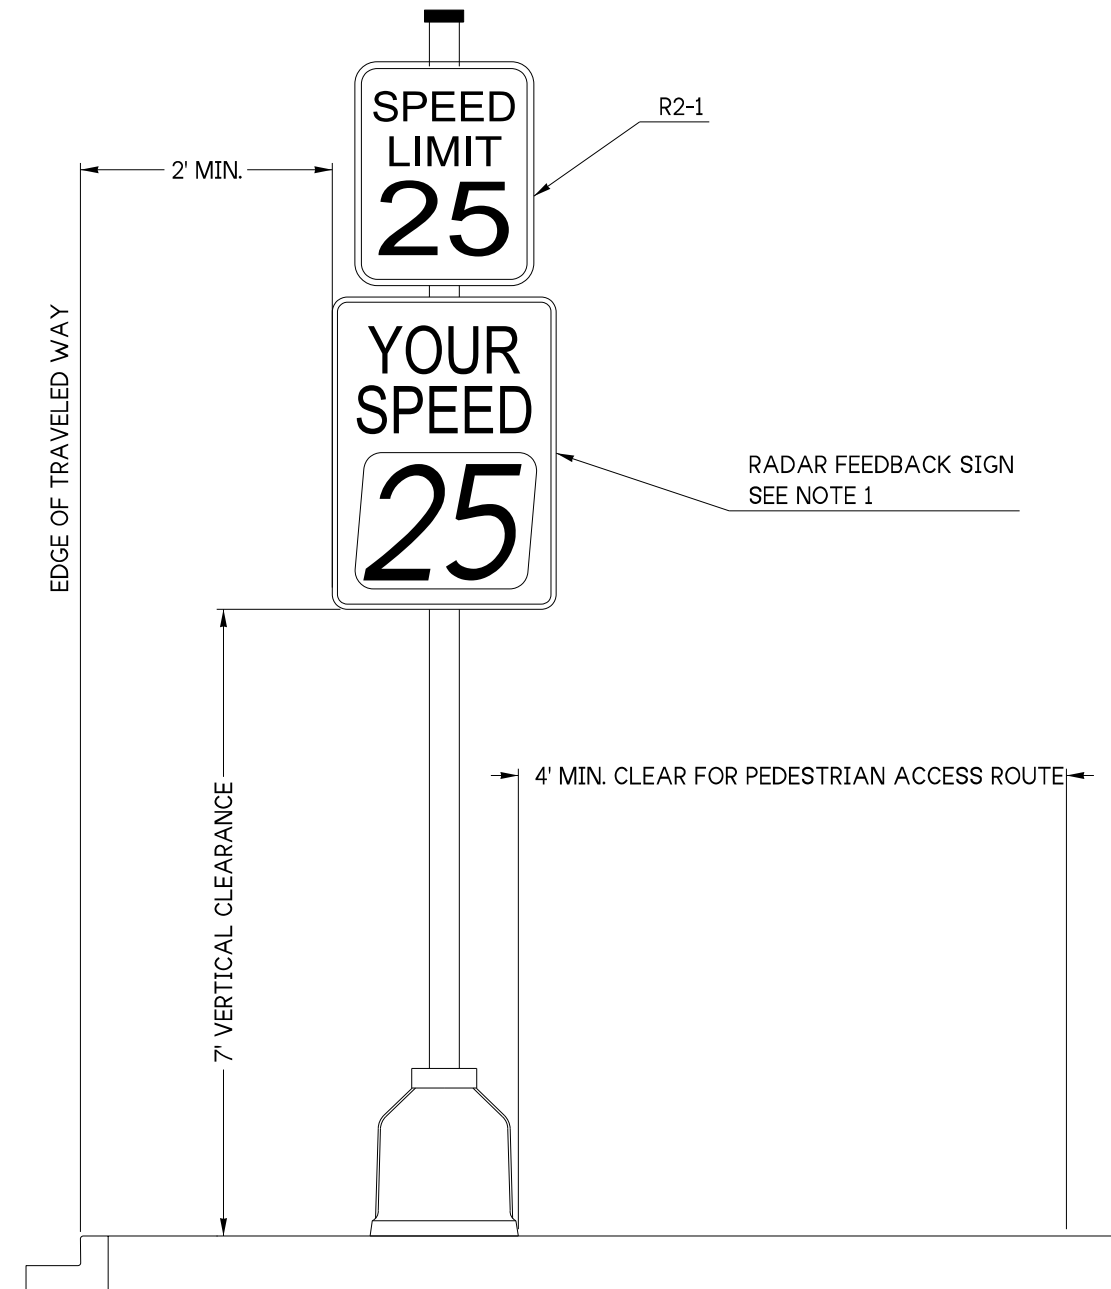 SPEED
LIMIT
25
R2-1
2' MIN.
YOUR
SPEED
25
EDGE OF TRAVELED WAY
RADAR FEEDBACK SIGN
SEE NOTE 1
4' MIN. CLEAR FOR PEDESTRIAN ACCESS ROUTE
7' VERTICAL CLEARANCE